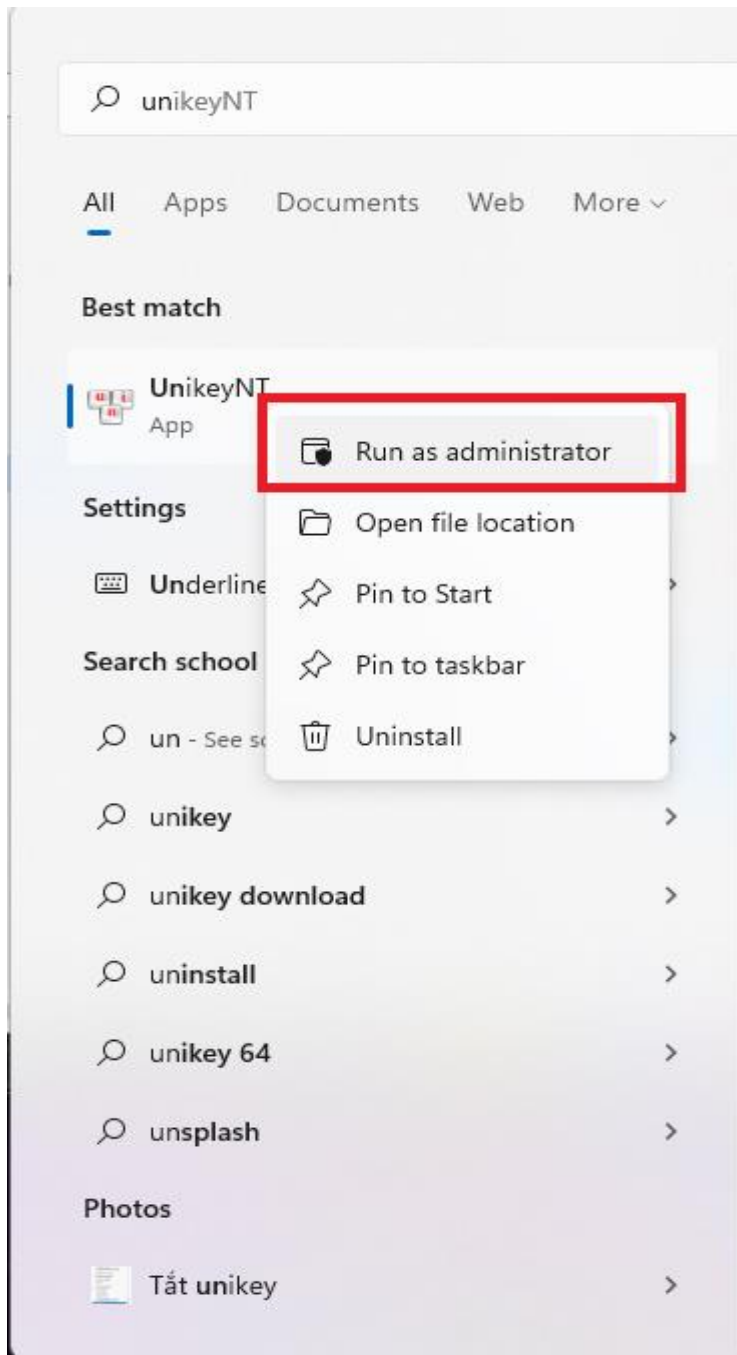 unikeyNT
All Apps Documents Web More
Best match
UnikeyNT
App
Run as administrator
Settings
Open file location
Underline
Pin to Start
Search school
Pin to taskbar
un - See
Uninstall
unikey
unikey download
uninstall
unikey 64
unsplash
Photos
Tắt unikey